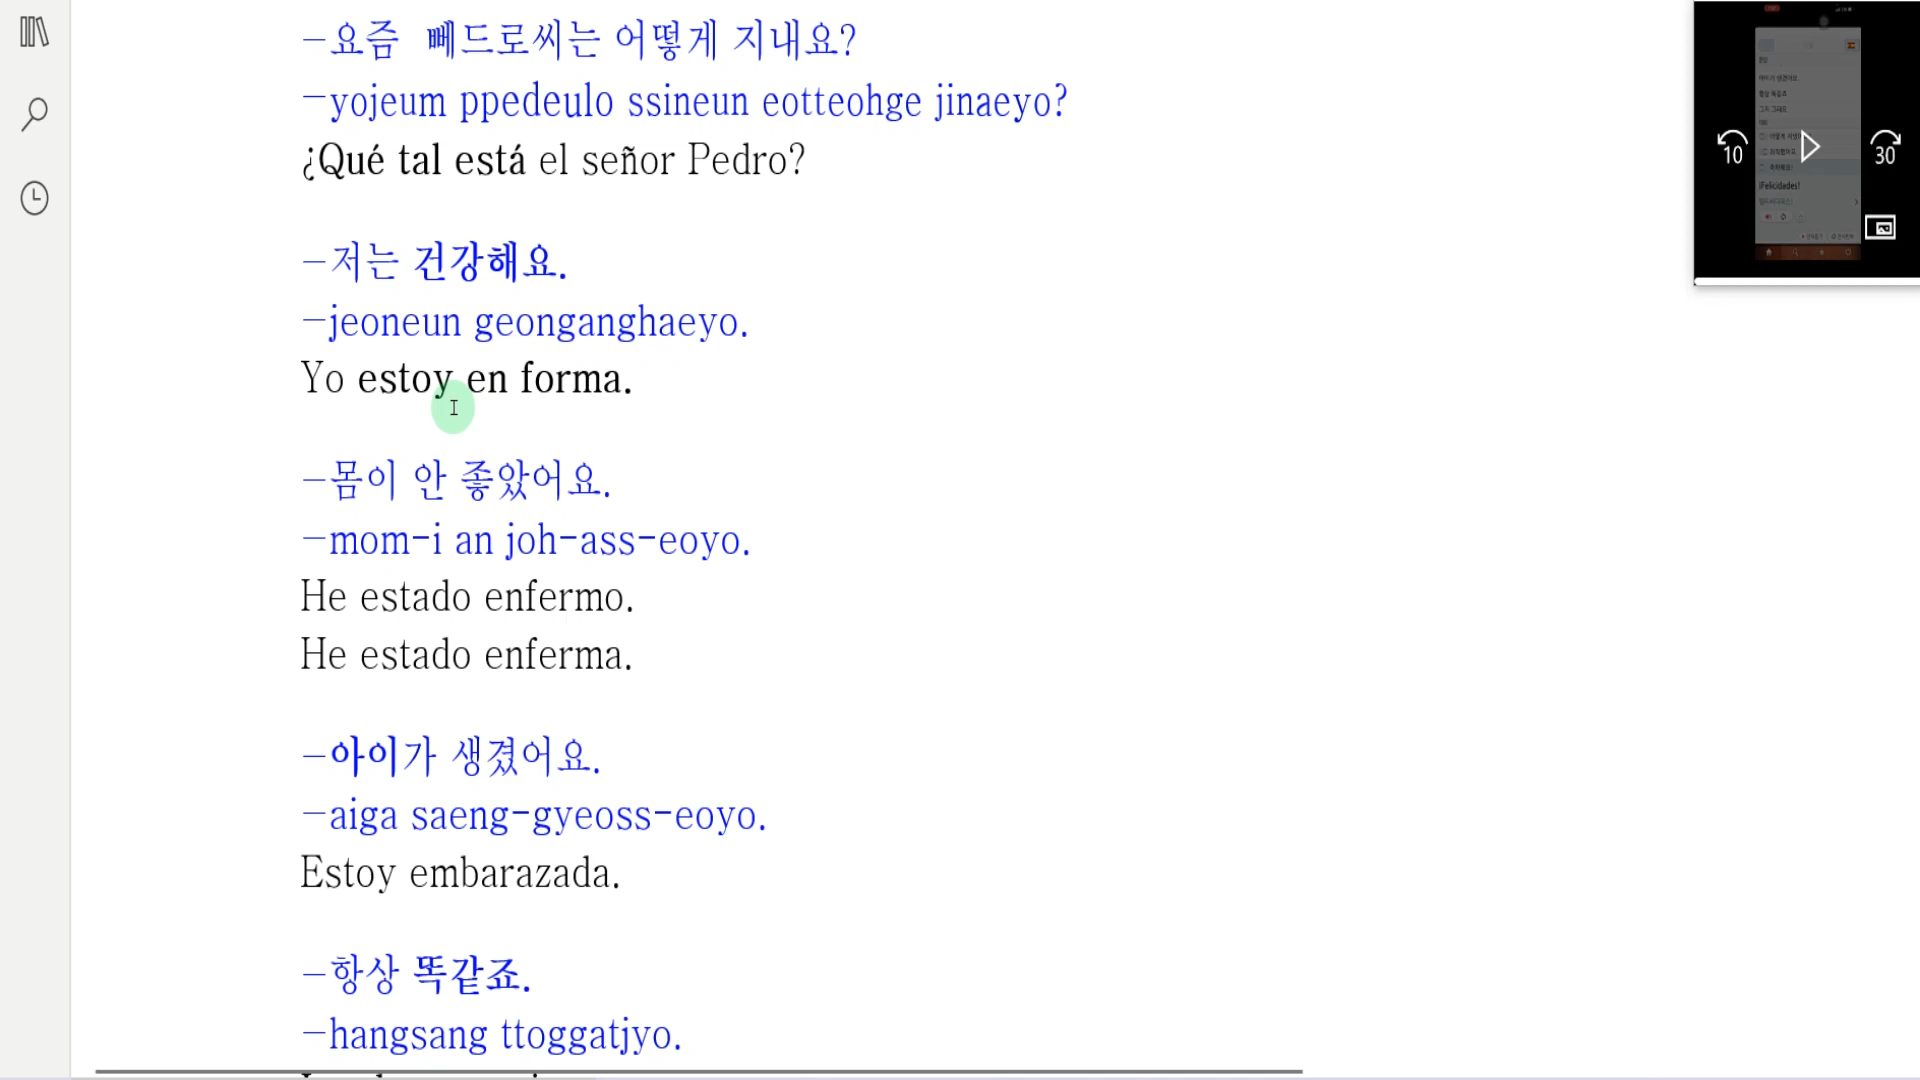 -요즘 뻬드로씨는 어떻게 지내요?
-yojeum ppedeulo ssineun eotteohge jinaeyo?
¿Qué tal está el señor Pedro?
-저는 건강해요.
-jeoneun geonganghaeyo.
Yo estoy en forma.
-몸이 안 좋았어요.
-mom-i an joh-ass-eoyo.
He estado enfermo.
He estado enferma.
-아이가 생겼어요.
-aiga saeng-gyeoss-eoyo.
Estoy embarazada.
-항상 똑같죠.
-hangsang ttoggatjyo.
10
30
¡Felicidades!